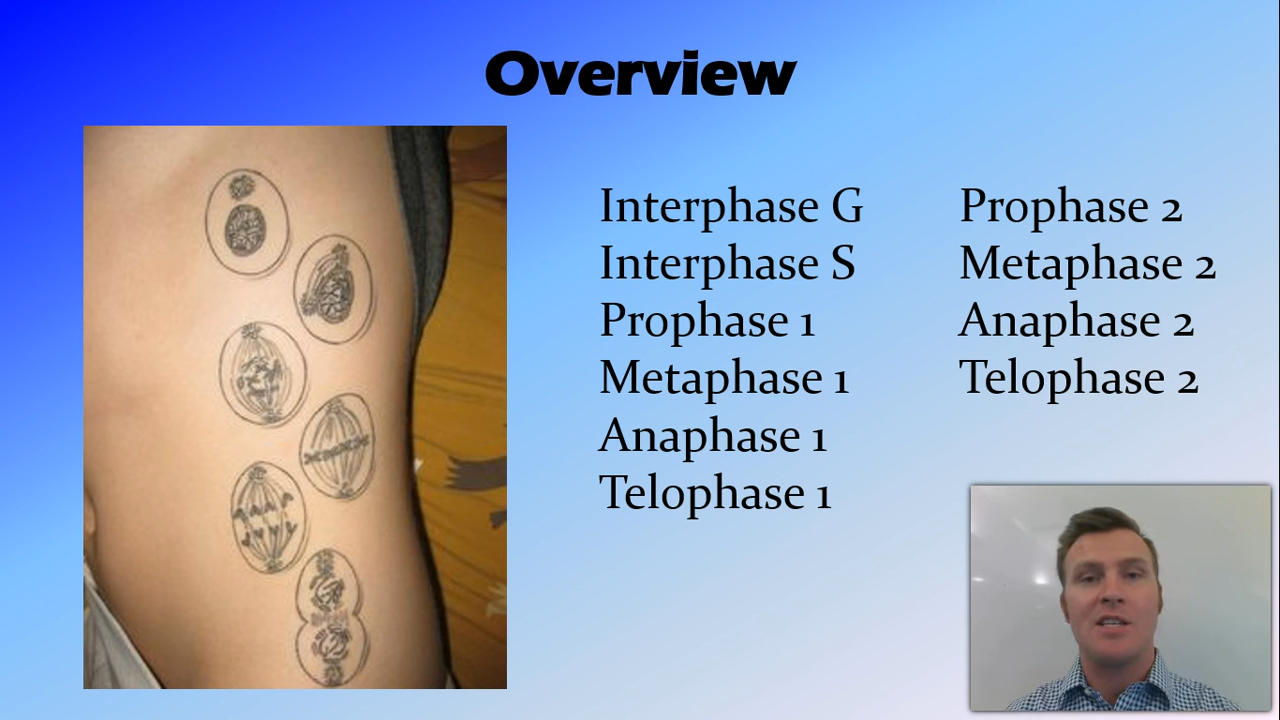 Overview
Interphase G
Interphase S
Prophase 1
Metaphase 1
Anaphase 1
Telophase 1
Prophase 2
Metaphase 2
Anaphase 2
Telophase 2